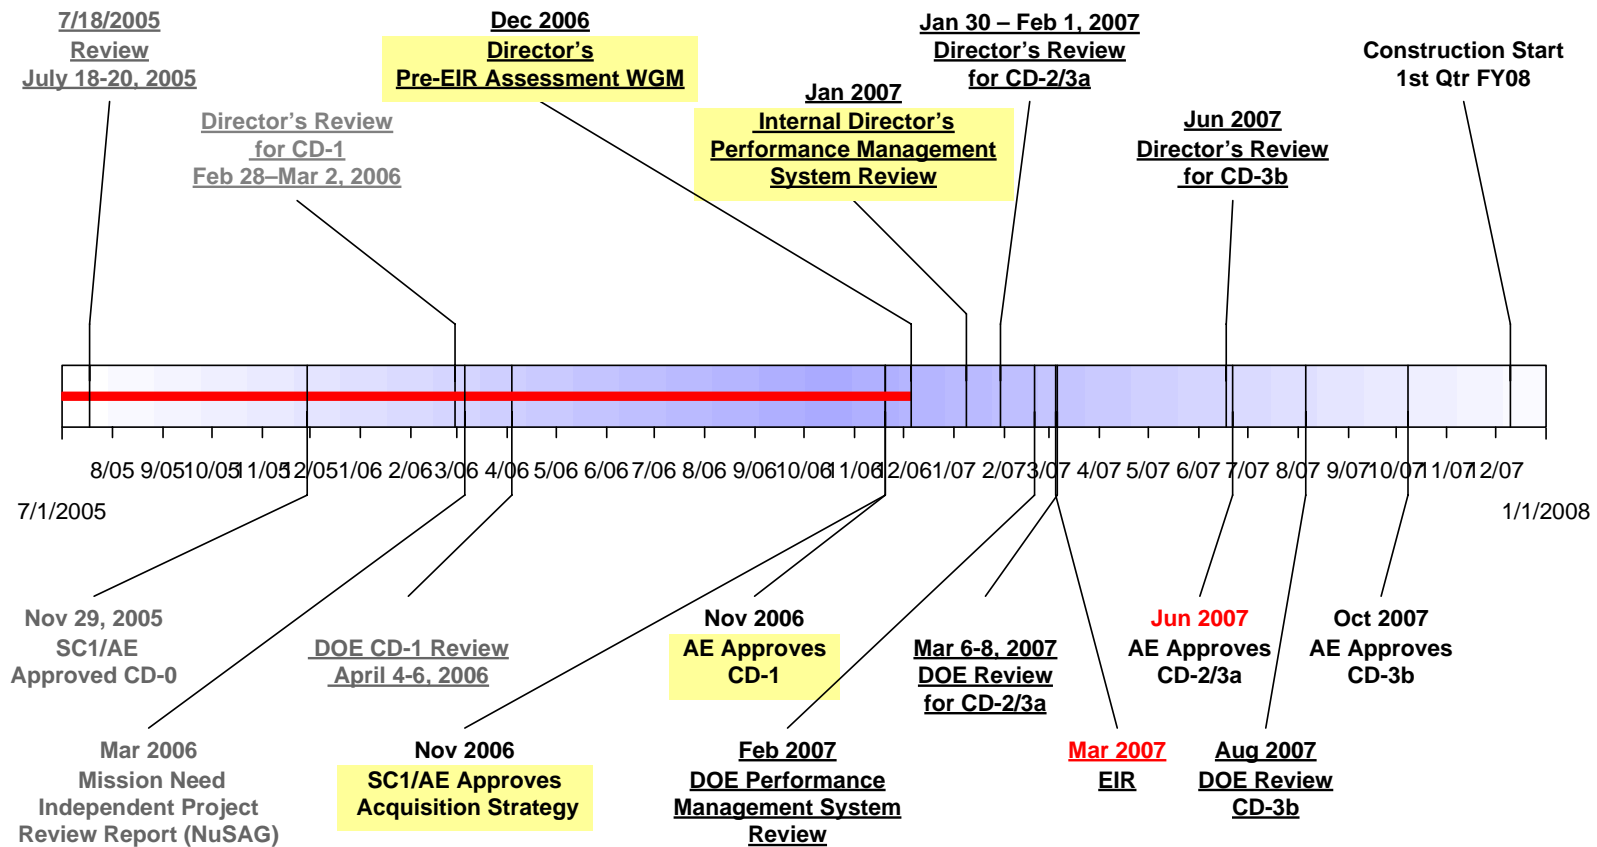 7/18/2005
Review
July 18-20, 2005
Director’s Review
for CD-1
Feb 28–Mar 2, 2006
Dec 2006
Director’s
Pre-EIR Assessment WGM
Jan 2007
Internal Director’s
Performance Management
System Review
Jan 30 – Feb 1, 2007
Director’s Review
for CD-2/3a
Jun 2007
Director’s Review
for CD-3b
Construction Start
1st Qtr FY08
8/05 9/05 10/05 11/05 12/05 1/06 2/06 3/06 4/06 5/06 6/06 7/06 8/06 9/06 10/06 11/06 12/06 1/07 2/07 3/07 4/07 5/07 6/07 7/07 8/07 9/07 10/07 11/07 12/07
7/1/2005
1/1/2008
Nov 29, 2005
SC1/AE
Approved CD-0
Mar 2006
Mission Need
Independent Project
Review Report (NuSAG)
DOE CD-1 Review
April 4-6, 2006
Nov 2006
SC1/AE Approves
Acquisition Strategy
Nov 2006
AE Approves
CD-1
Feb 2007
DOE Performance
Management System
Review
Mar 6-8, 2007
DOE Review
for CD-2/3a
Mar 2007
EIR
Jun 2007
AE Approves
CD-2/3a
Aug 2007
DOE Review
CD-3b
Oct 2007
AE Approves
CD-3b